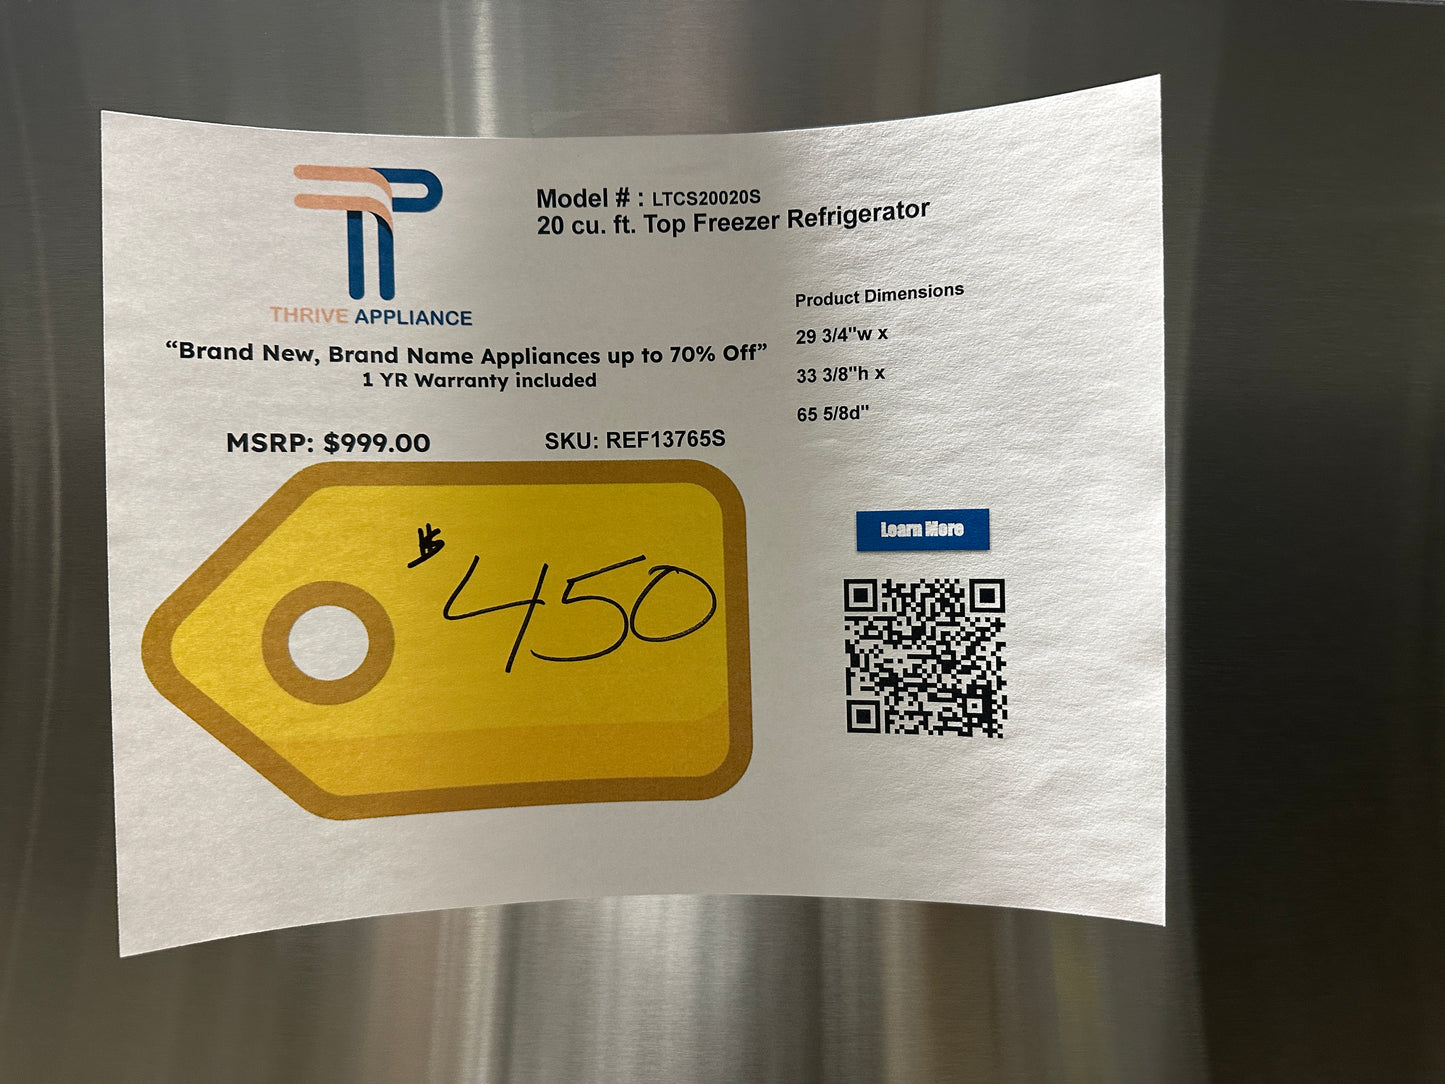 Model # : LTCS20020S
20 cu. ft. Top Freezer Refrigerator
THRIVE APPLIANCE
“Brand New, Brand Name Appliances up to 70% Off”
1 YR Warranty included
MSRP: $999.00
SKU: REF13765S
Product Dimensions
29 3/4"w x
33 3/8"h x
65 5/8d"
$450
Learn More